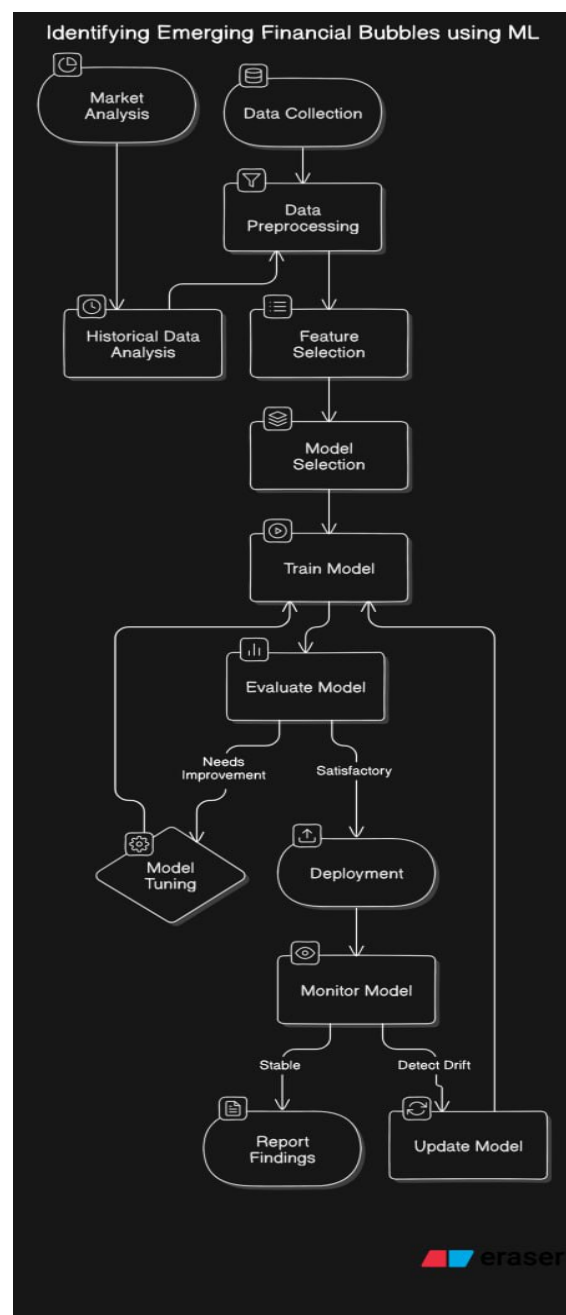 Identifying Emerging Financial Bubbles using ML
Market
Analysis
Data Collection
Data
Preprocessing
Historical Data
Analysis
Feature
Selection
Model
Selection
Train Model
Evaluate Model
Needs
Improvement
Satisfactory
Model
Tuning
Deployment
Monitor Model
Stable
Detect Drift
Report
Findings
Update Model
eraser